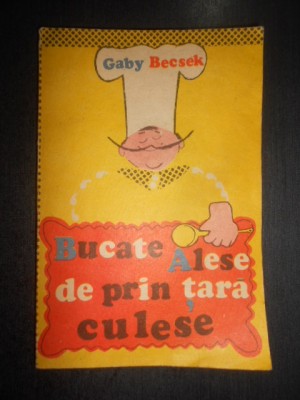 Gaby Becsek
Bucate Alese
de prin țara
culese